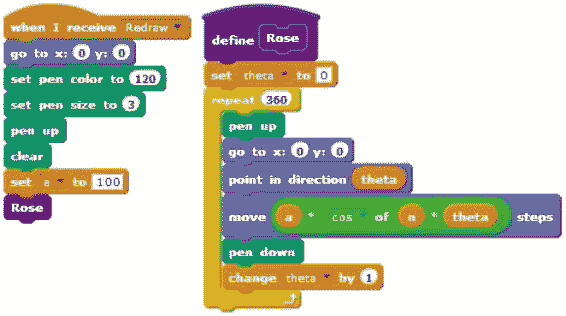 when I receive Redraw
go to x: 0 y: 0
set pen color to 120
set pen size to 3
pen up
clear
set a to 100
Rose
define Rose
set theta to 0
repeat 360
pen up
go to x: 0 y: 0
point in direction theta
move a * cos of n * theta steps
pen down
change theta by 1